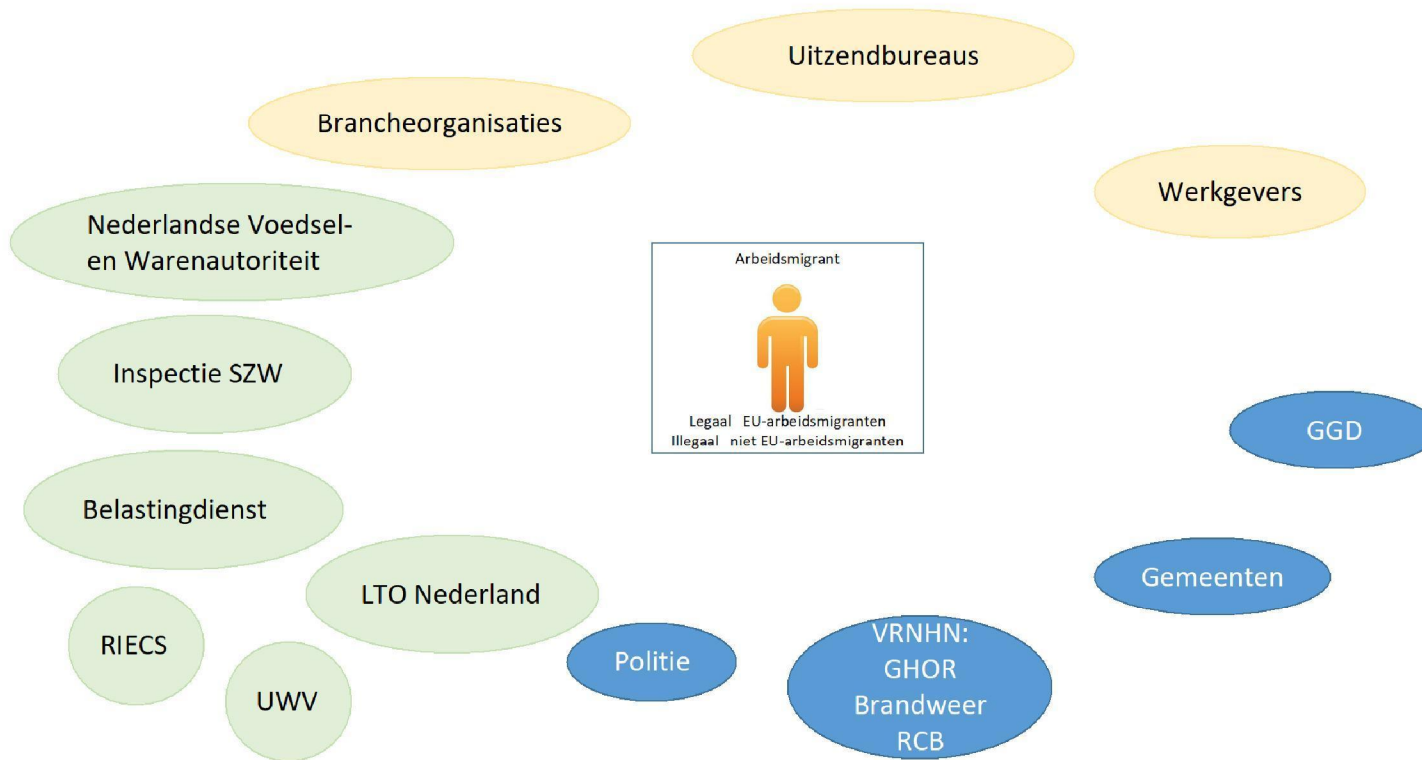 Uitzendbureaus
Brancheorganisaties
Werkgevers
Nederlandse Voedsel-
en Warenautoriteit
Arbeidsmigrant
Legaal EU-arbeidsmigranten
Illegaal niet EU-arbeidsmigranten
Inspectie SZW
GGD
Belastingdienst
Gemeenten
LTO Nederland
RIECS
UWV
Politie
VRNHN:
GHOR
Brandweer
RCB